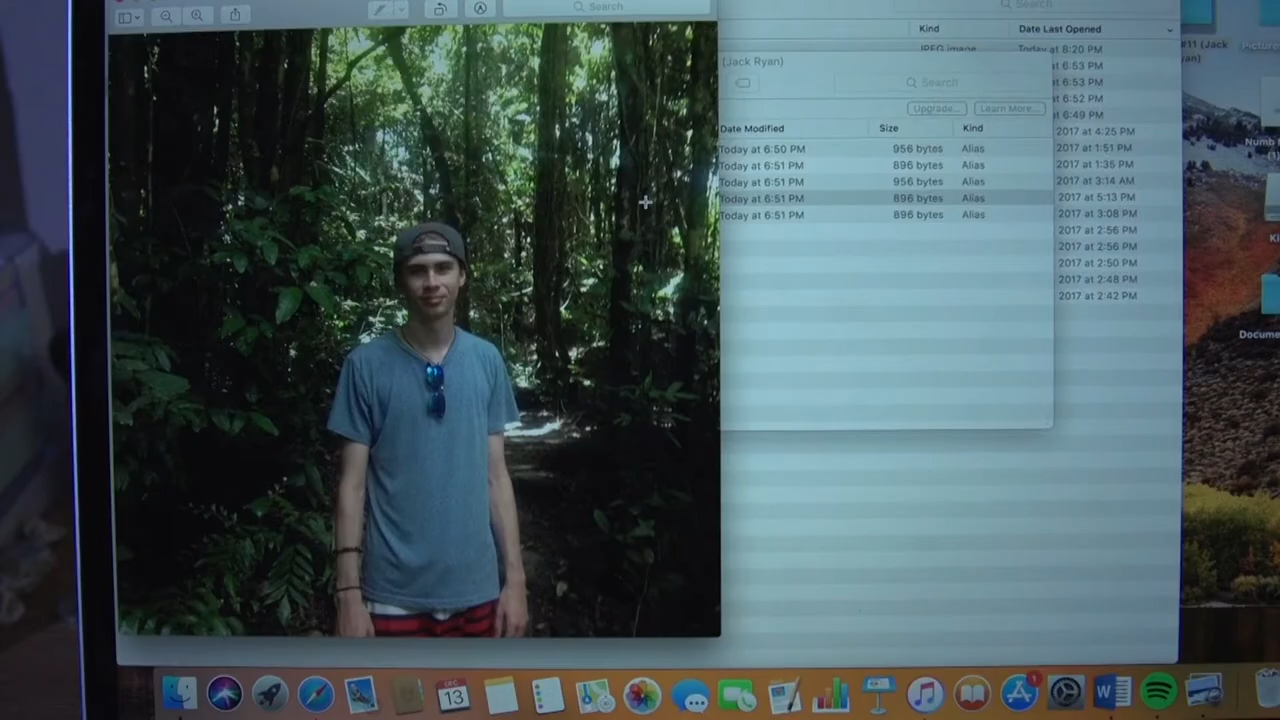 Search
Search
Kind Date Last Opened
JPEG image Today at 8:20 PM
(Jack Ryan) at 6:53 PM
Search at 6:53 PM
at 6:52 PM
Upgrade... Learn More... at 6:49 PM
Date Modified Size Kind 2017 at 4:25 PM
Today at 6:50 PM 956 bytes Alias 2017 at 1:51 PM
Today at 6:51 PM 896 bytes Alias 2017 at 1:35 PM
Today at 6:51 PM 956 bytes Alias 2017 at 3:14 AM
Today at 6:51 PM 896 bytes Alias 2017 at 5:13 PM
Today at 6:51 PM 896 bytes Alias 2017 at 3:08 PM
2017 at 2:56 PM
2017 at 2:56 PM
2017 at 2:50 PM
2017 at 2:48 PM
2017 at 2:42 PM
#11 (Jack
Picture
Numb
Docume
DEC
13
1
W